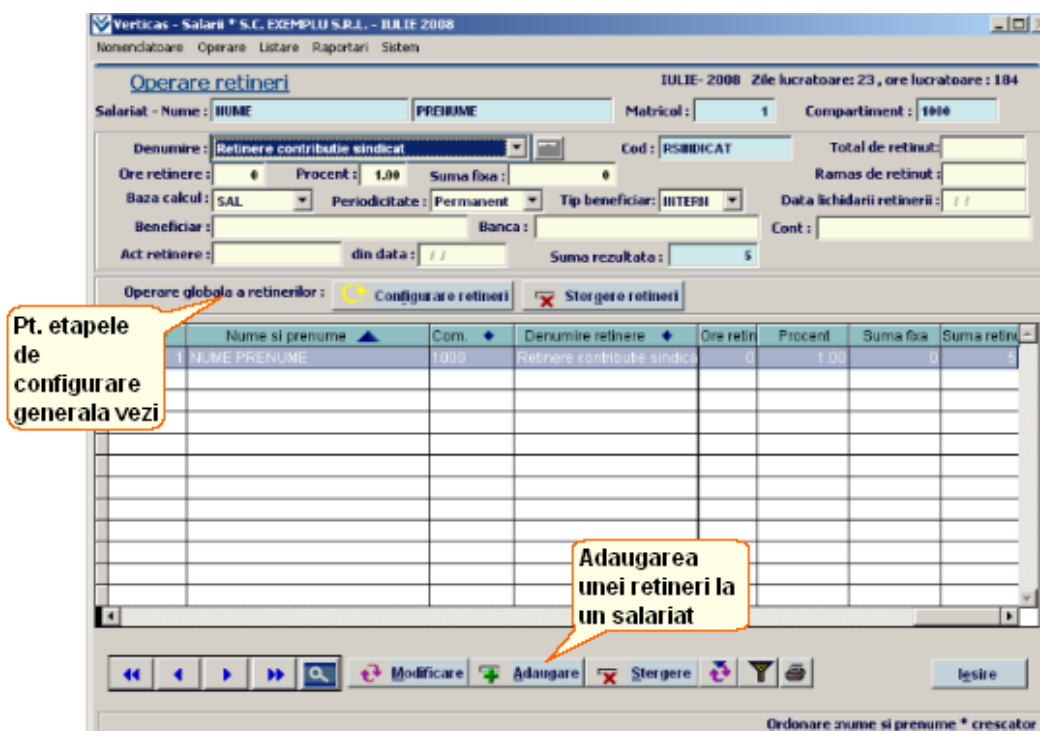 Verticas - Salarii * S.C. EXEMPLU S.R.L. - IULIE 2008
Nomenclatoare Operare Listare Raportari Sistem
Operare retineri IULIE- 2008 Zile lucratoare: 23 , ore lucratoare : 184
Salariat - Nume : NUME PRENUME Matricol : 1 Compartiment : 1000
Denumire : Retinere contributie sindicat Cod : RSINDICAT Total de retinut:
Ore retinere : 0 Procent : 1.00 Suma fixa : 0 Ramas de retinut :
Baza calcul : SAL Periodicitate : Permanent Tip beneficiar: INTERN Data lichidarii retinerii : / /
Beneficiar : Banca : Cont :
Act retinere : din data : / / Suma rezultata : 5
Operare globala a retinerilor : Configurare retineri Stergere retineri
Pt. etapele
de
configurare
generala vezi
Nume si prenume Com. Denumire retinere Ore retin Procent Suma fixa Suma retinu
1 NUME PRENUME 1000 Retinere contributie sindica 0 1.00 0 5
Adaugarea
unei retineri la
un salariat
Modificare Adaugare Stergere Iesire
Ordonare :nume si prenume * crescator